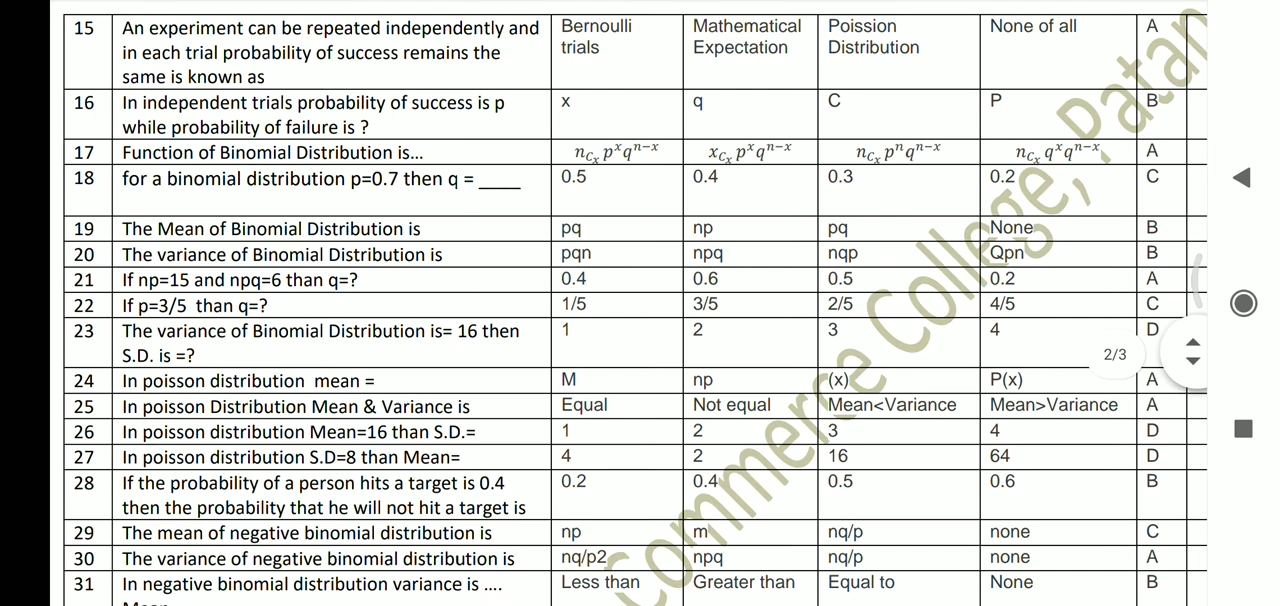 15 An experiment can be repeated independently and Bernoulli Mathematical Poission None of all A
in each trial probability of success remains the trials Expectation Distribution
same is known as
16 In independent trials probability of success is p x q C P B
while probability of failure is ?
17 Function of Binomial Distribution is... n_{C_x} p^x q^{n−x} x_{C_x} p^x q^{n−x} n_{C_x} p^n q^{n−x} n_{C_x} q^x q^{n−x} A
18 for a binomial distribution p=0.7 then q = ____ 0.5 0.4 0.3 0.2 C
19 The Mean of Binomial Distribution is pq np pq None B
20 The variance of Binomial Distribution is pqn npq nqp Qpn B
21 If np=15 and npq=6 than q=? 0.4 0.6 0.5 0.2 A
22 If p=3/5 than q=? 1/5 3/5 2/5 4/5 C
23 The variance of Binomial Distribution is= 16 then 1 2 3 4 D
S.D. is =?
2/3
24 In poisson distribution mean = M np (x) P(x) A
25 In poisson Distribution Mean & Variance is Equal Not equal Mean<Variance Mean>Variance A
26 In poisson distribution Mean=16 than S.D.= 1 2 3 4 D
27 In poisson distribution S.D=8 than Mean= 4 2 16 64 D
28 If the probability of a person hits a target is 0.4 0.2 0.4 0.5 0.6 B
then the probability that he will not hit a target is
29 The mean of negative binomial distribution is np m nq/p none C
30 The variance of negative binomial distribution is nq/p2 npq nq/p none A
31 In negative binomial distribution variance is .... Less than Greater than Equal to None B
Mean
Commerce College, Patan